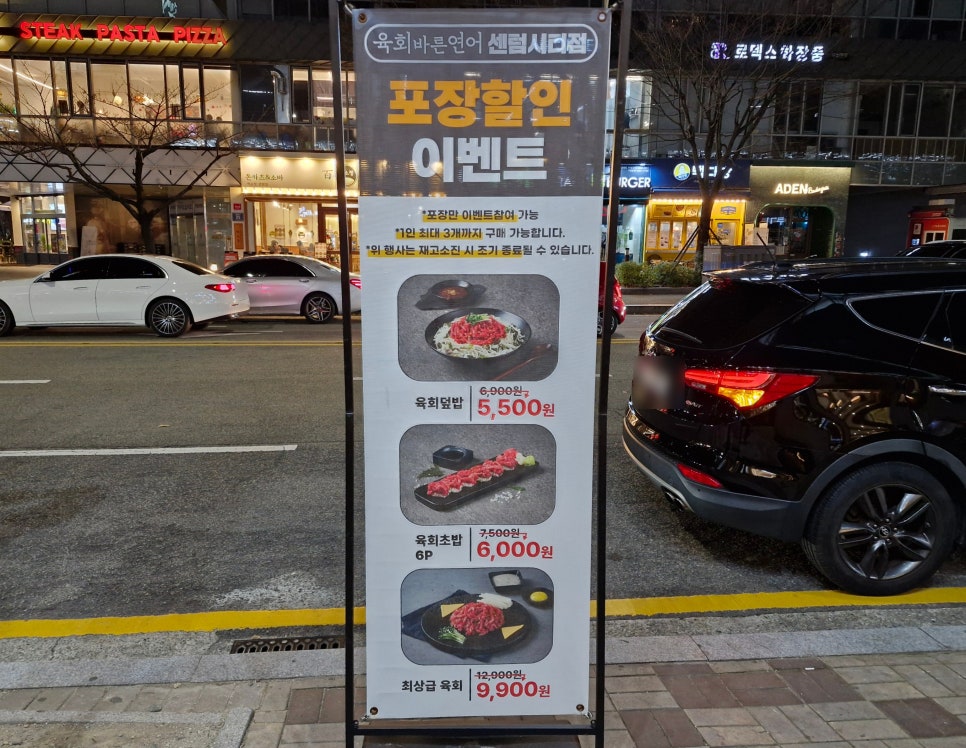 STEAK PASTA PIZZA
로덱스화장품
돈카츠&소바
BURGER
ADEN
육회바른연어 센텀시티점
포장할인
이벤트
*포장만 이벤트참여 가능
*1인 최대 3개까지 구매 가능합니다.
*위 행사는 재고소진 시 조기 종료될 수 있습니다.
육회덮밥
6,900원
5,500원
육회초밥
6P
7,500원
6,000원
최상급 육회
12,900원
9,900원